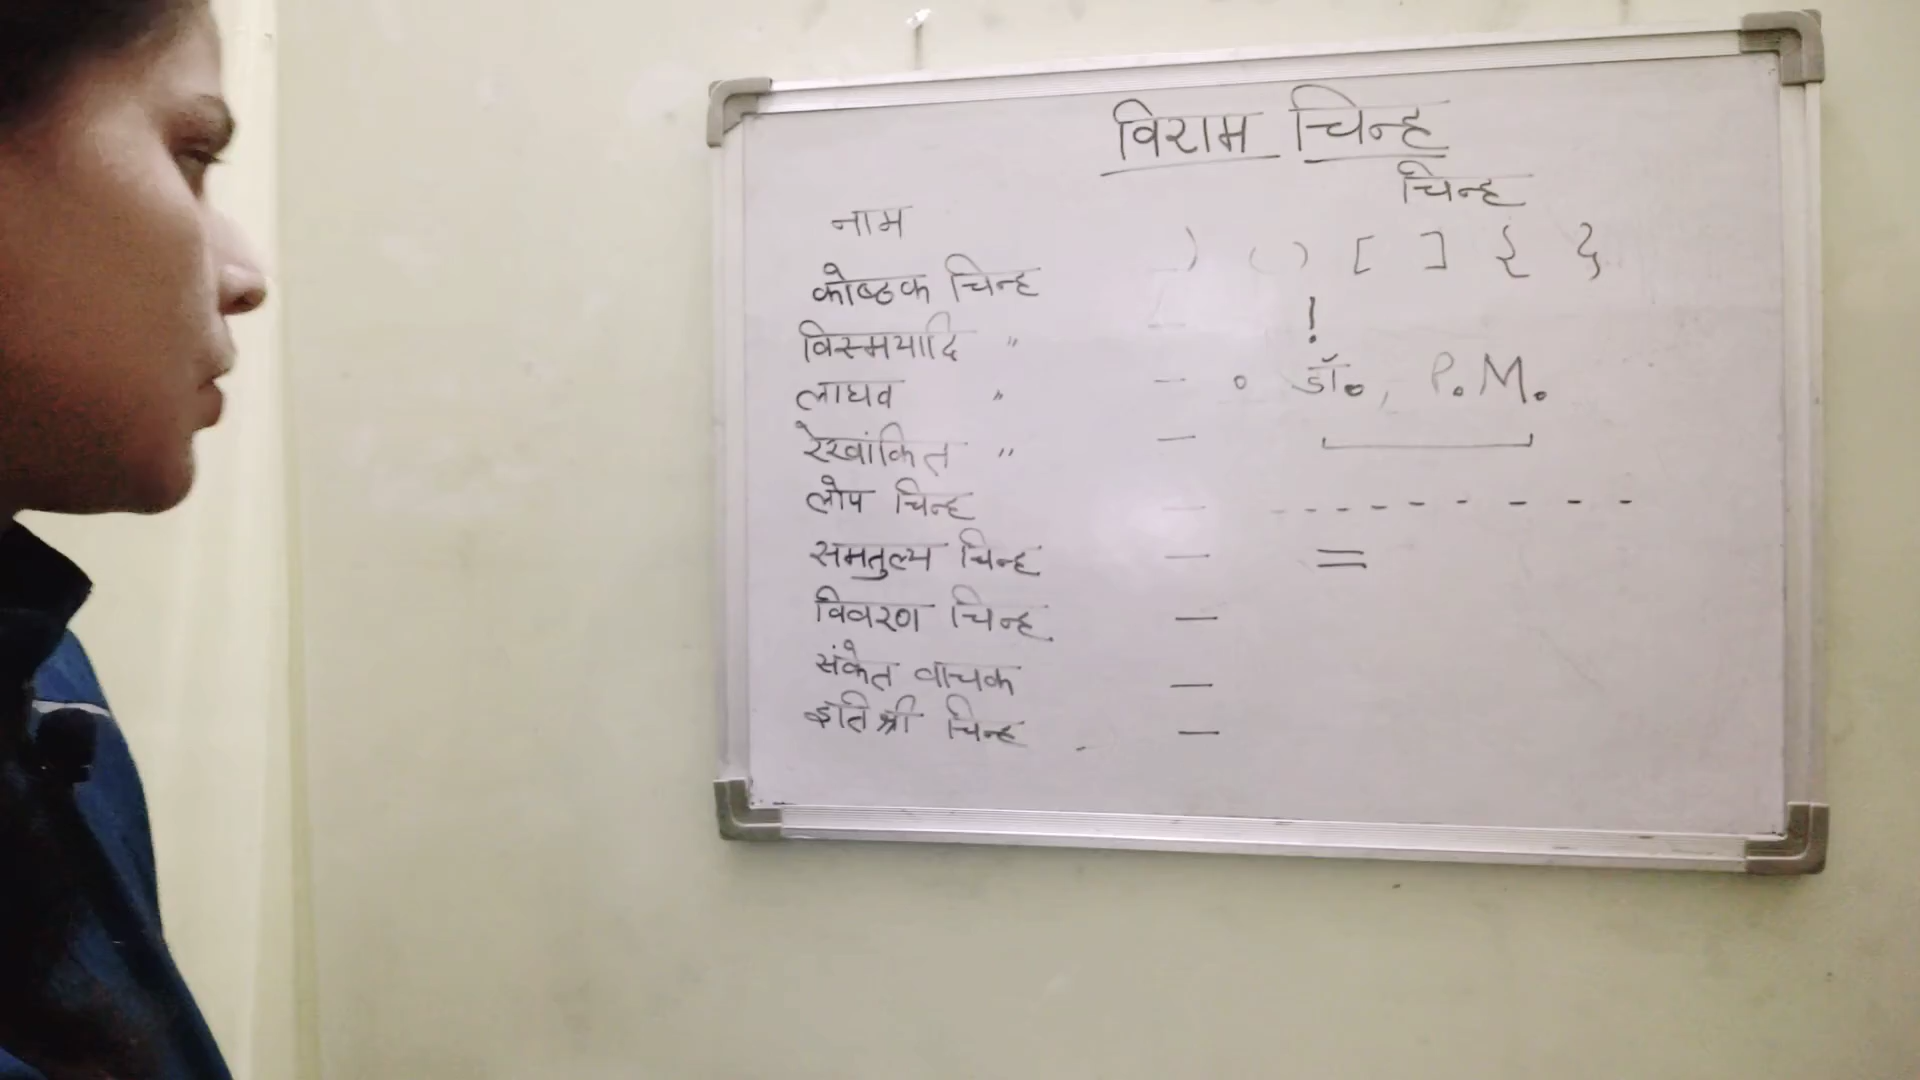 विराम चिन्ह
नाम चिन्ह
कोष्ठक चिन्ह ) ( ) [ ] { }
विस्मयादि " !
लाघव " – ० डॉ०, P.M.
रेखांकित " –
लोप चिन्ह – - - - - - - - - -
समतुल्य चिन्ह – =
विवरण चिन्ह –
संकेत वाचक –
इतिश्री चिन्ह –